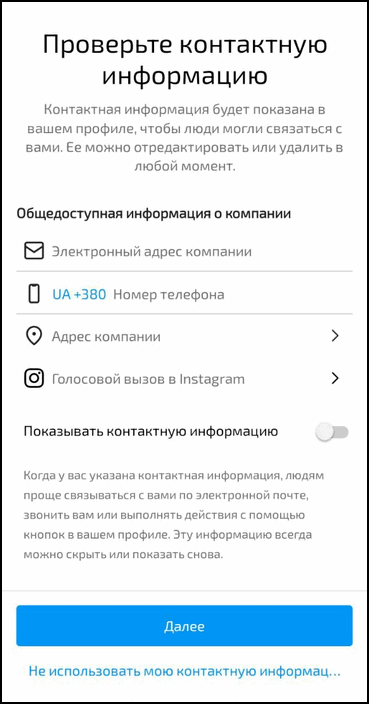 Проверьте контактную
информацию
Контактная информация будет показана в
вашем профиле, чтобы люди могли связаться с
вами. Ее можно отредактировать или удалить в
любой момент.
Общедоступная информация о компании
Электронный адрес компании
UA +380 Номер телефона
Адрес компании
Голосовой вызов в Instagram
Показывать контактную информацию
Когда у вас указана контактная информация, людям
проще связываться с вами по электронной почте,
звонить вам или выполнять действия с помощью
кнопок в вашем профиле. Эту информацию всегда
можно скрыть или показать снова.
Далее
Не использовать мою контактную информац...